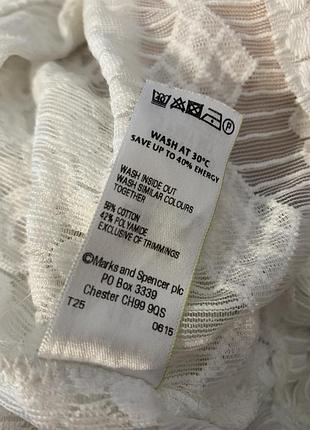 P
WASH AT 30°C
SAVE UP TO 40% ENERGY
WASH INSIDE OUT
WASH SIMILAR COLOURS
TOGETHER
58% COTTON
42% POLYAMIDE
EXCLUSIVE OF TRIMMINGS
©Marks and Spencer plc
PO Box 3339
Chester CH99 9QS
T25 0615